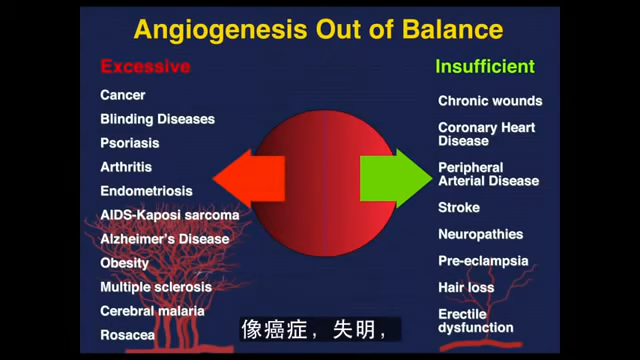 Angiogenesis Out of Balance
Excessive
Cancer
Blinding Diseases
Psoriasis
Arthritis
Endometriosis
AIDS-Kaposi sarcoma
Alzheimer's Disease
Obesity
Multiple sclerosis
Cerebral malaria
Rosacea
Insufficient
Chronic wounds
Coronary Heart
Disease
Peripheral
Arterial Disease
Stroke
Neuropathies
Pre-eclampsia
Hair loss
Erectile
dysfunction
像癌症，失明，